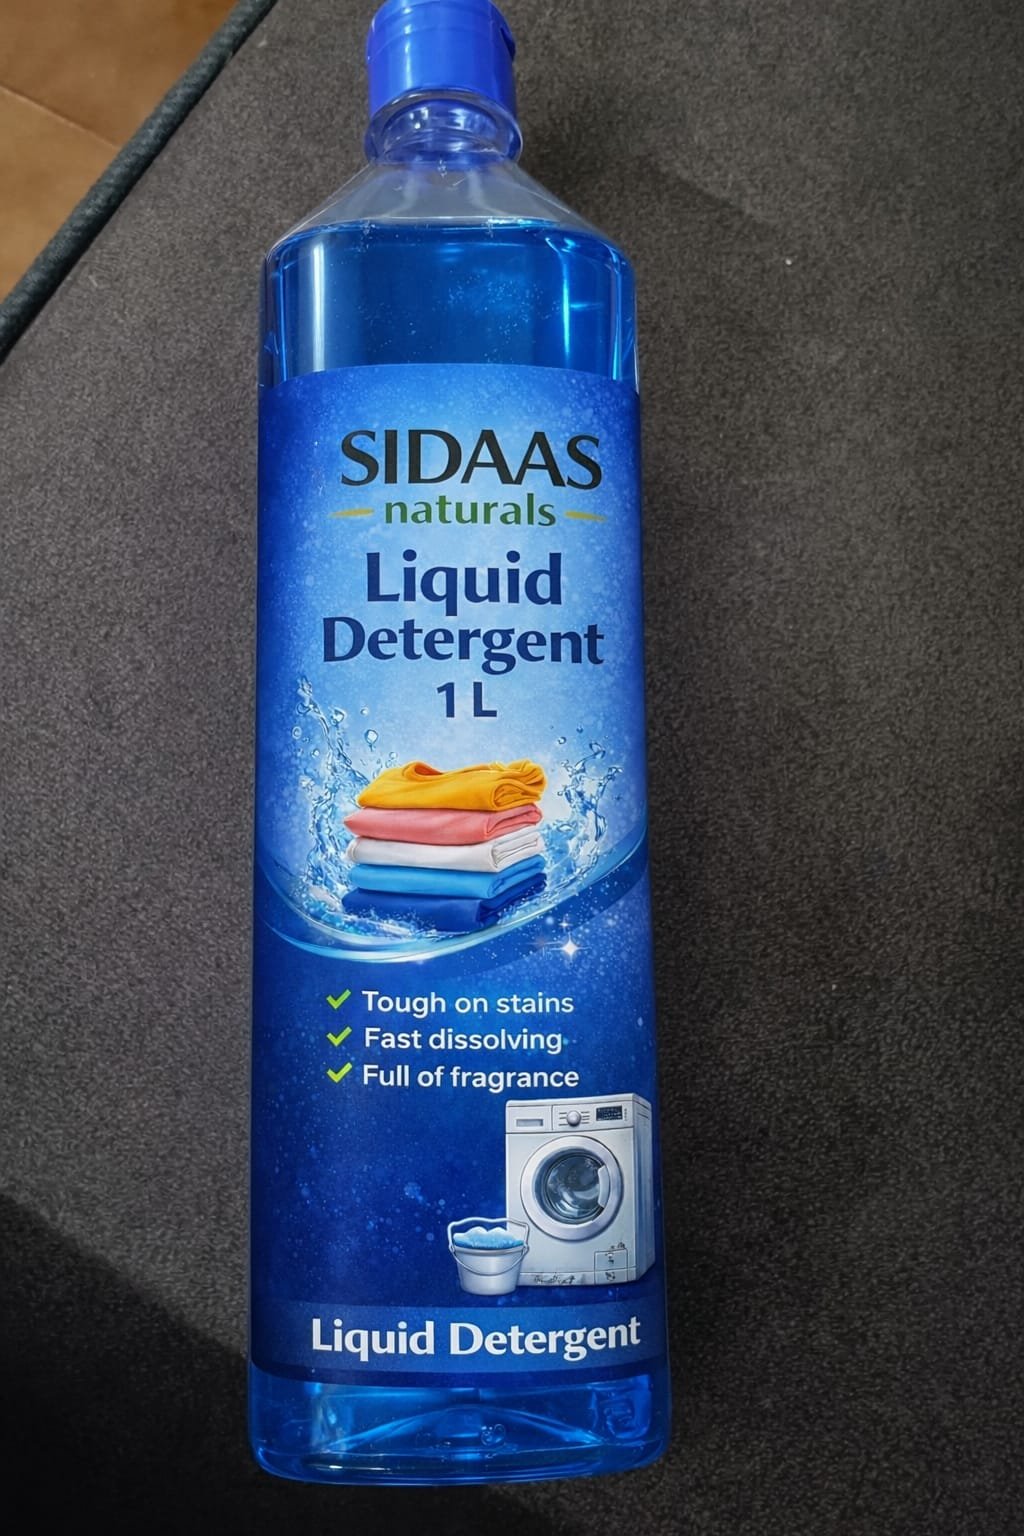 SIDAAS
naturals
Liquid
Detergent
1 L
Tough on stains
Fast dissolving
Full of fragrance
Liquid Detergent